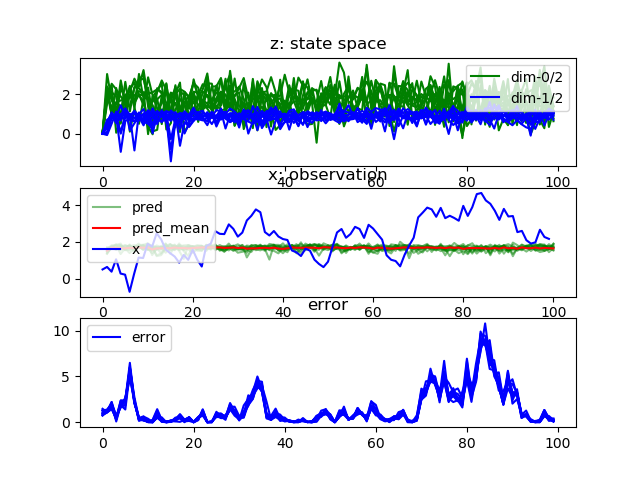 z: state space
dim-0/2
dim-1/2
2
0
0 20 40 60 80 100
x: observation
pred
pred_mean
x
4
2
0
0 20 40 60 80 100
error
error
10
5
0
0 20 40 60 80 100